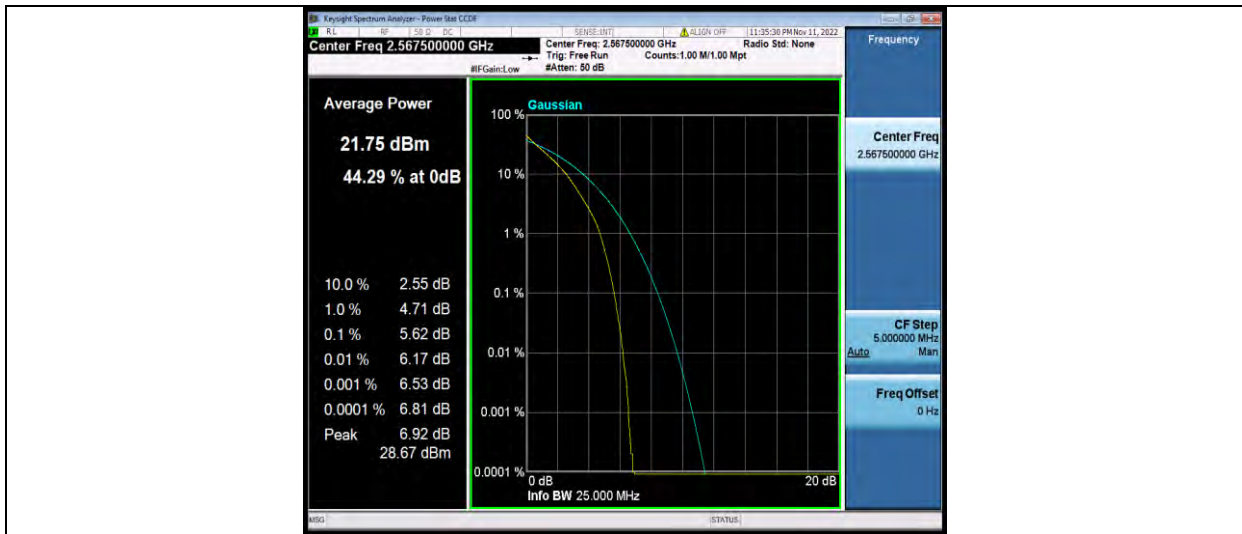 Keysight Spectrum Analyzer - Power Stat CCDF
RL RF 50 Ω DC SENSE:INT ALIGN OFF 11:35:30 PM Nov 11, 2022
Center Freq 2.567500000 GHz
Center Freq: 2.567500000 GHz Radio Std: None
Trig: Free Run Counts:1.00 M/1.00 Mpt
#IFGain:Low #Atten: 50 dB
Frequency
Average Power
21.75 dBm
44.29 % at 0dB
10.0 % 2.55 dB
1.0 % 4.71 dB
0.1 % 5.62 dB
0.01 % 6.17 dB
0.001 % 6.53 dB
0.0001 % 6.81 dB
Peak 6.92 dB
28.67 dBm
Gaussian
100 %
10 %
1 %
0.1 %
0.01 %
0.001 %
0.0001 %
0 dB 20 dB
Info BW 25.000 MHz
Center Freq
2.567500000 GHz
CF Step
5.000000 MHz
Auto Man
Freq Offset
0 Hz
MSG STATUS